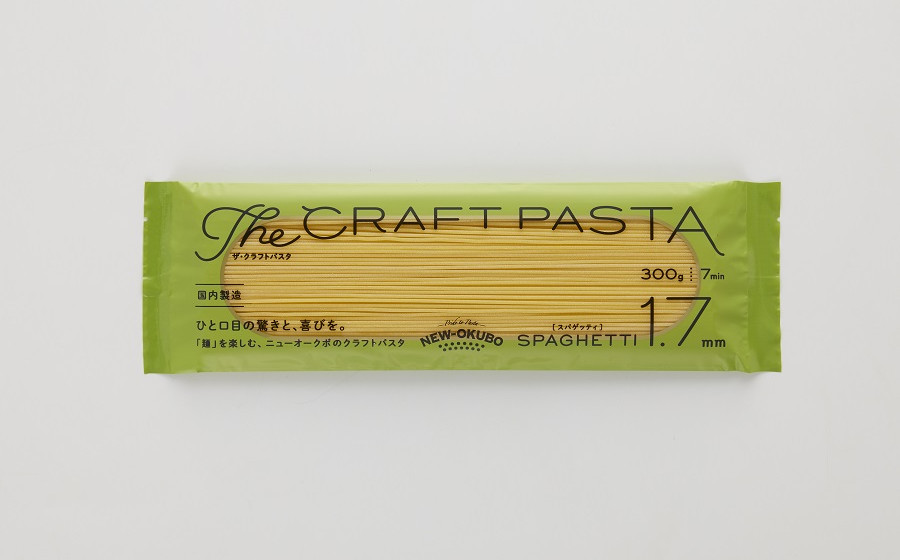 The CRAFT PASTA
ザ・クラフトパスタ
300g 7min
国内製造
1.7mm
ひと口目の驚きと、喜びを。
「麺」を楽しむ、ニューオークボのクラフトパスタ
Pride in Pasta
NEW-OKUBO
[スパゲッティ]
SPAGHETTI